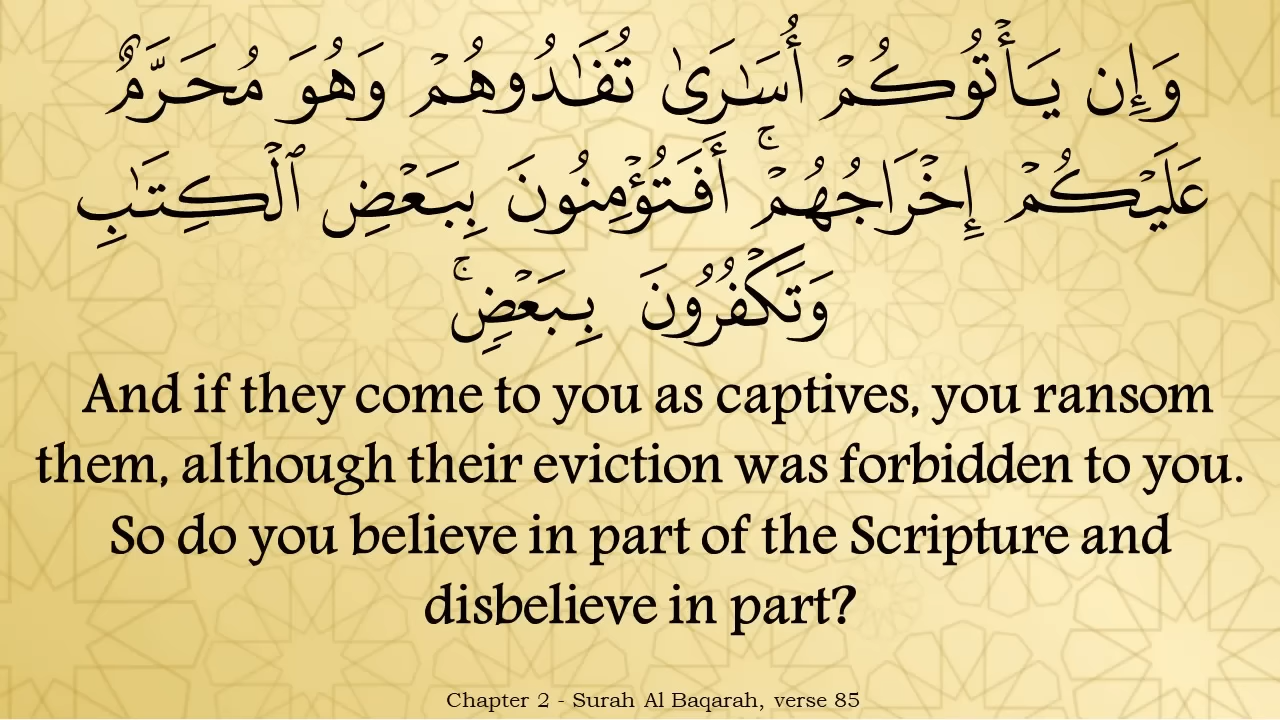 وَإِن يَأْتُوكُمْ أُسَـٰرَىٰ تُفَـٰدُوهُمْ وَهُوَ مُحَرَّمٌ
عَلَيْكُمْ إِخْرَاجُهُمْ ۚ أَفَتُؤْمِنُونَ بِبَعْضِ ٱلْكِتَـٰبِ
وَتَكْفُرُونَ بِبَعْضٍ ۚ
And if they come to you as captives, you ransom
them, although their eviction was forbidden to you.
So do you believe in part of the Scripture and
disbelieve in part?
Chapter 2 - Surah Al Baqarah, verse 85